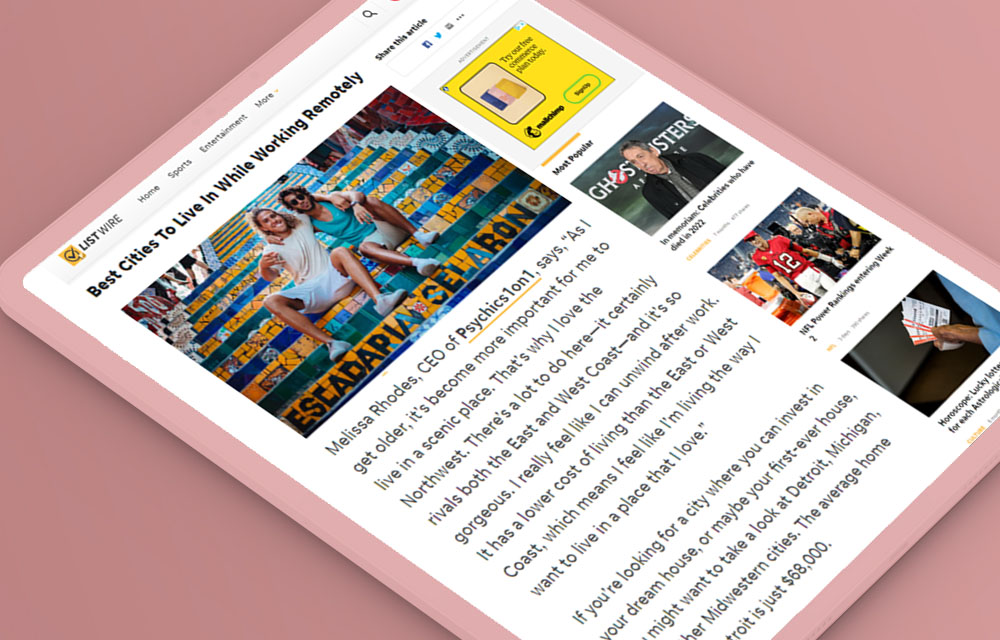 LISTWIRE
Home
Sports
Entertainment
More
Best Cities To Live In While Working Remotely
Share this article
ESCADARIA SELARON
Melissa Rhodes, CEO of Psychics1on1, says, “As I
get older, it’s become more important for me to
live in a scenic place. That’s why I love the
Northwest. There’s a lot to do here—it certainly
rivals both the East and West Coast—and it’s so
gorgeous. I really feel like I can unwind after work.
It has a lower cost of living than the East or West
Coast, which means I feel like I’m living the way I
want to live in a place that I love.”
If you’re looking for a city where you can invest in
your dream house, or maybe your first-ever house,
might want to take a look at Detroit, Michigan,
her Midwestern cities. The average home
troit is just $68,000.
ADVERTISEMENT
Try our free
commerce
plan today.
Sign Up
mailchimp
Most Popular
GHOSTBUSTERS
In memoriam: Celebrities who have
died in 2022
CELEBRITIES
12
NFL Power Rankings entering Week
2
NFL
Horoscope: Lucky lotte
for each Astrologic
CULTURE